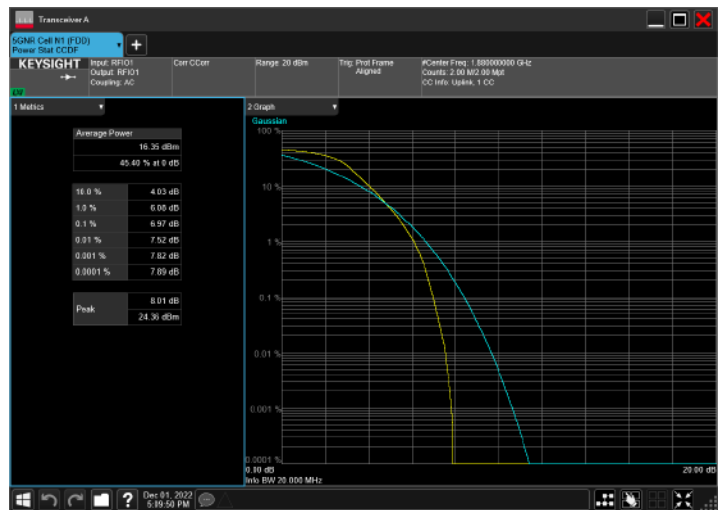 Transceiver A
5GNR Cell N1 (FDD)
Power Stat CCDF
KEYSIGHT
Input: RFIO1
Output: RFIO1
Coupling: AC
Corr CCorr
Range: 20 dBm
Trig: Prot Frame
Aligned
#Center Freq: 1.880000000 GHz
Counts: 2.00 M/2.00 Mpt
CC Info: Uplink, 1 CC
1 Metrics
Average Power
16.35 dBm
45.40 % at 0 dB
10.0 % 4.03 dB
1.0 % 6.08 dB
0.1 % 6.97 dB
0.01 % 7.52 dB
0.001 % 7.82 dB
0.0001 % 7.89 dB
Peak
8.01 dB
24.36 dBm
2 Graph
Gaussian
100 %
10 %
1 %
0.1 %
0.01 %
0.001 %
0.0001 %
0.00 dB
20.00 dB
Info BW 20.000 MHz
?
Dec 01, 2022
5:39:50 PM